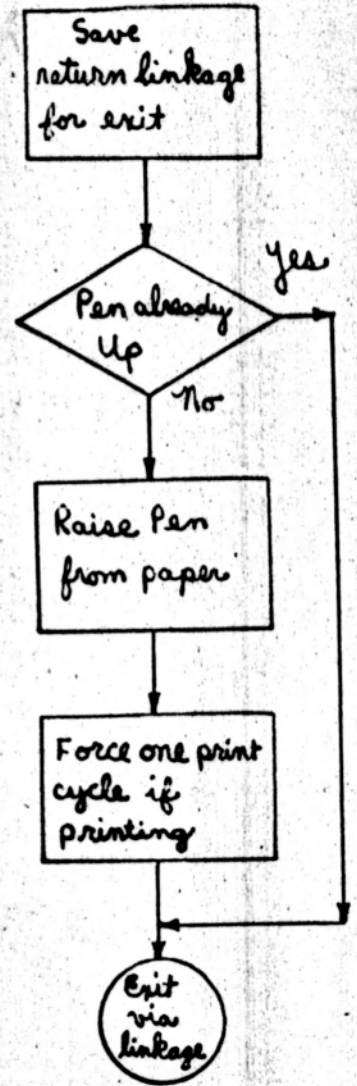 Save
return linkage
for exit
Pen already
Up
Yes
No
Raise Pen
from paper
Force one print
cycle if
printing
Exit
via
linkage